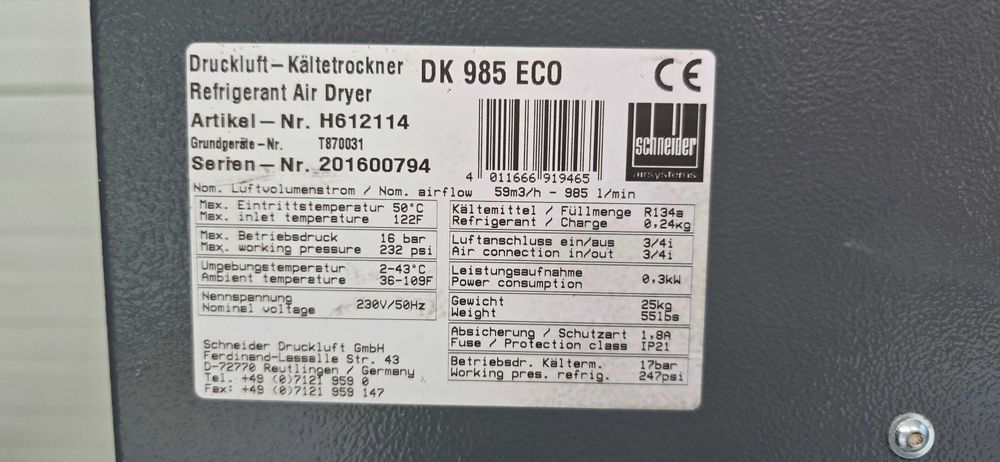 Druckluft-Kältetrockner DK 985 ECO
Refrigerant Air Dryer
CE
Artikel-Nr. H612114
Grundgeräte-Nr. T870031
Serien-Nr. 201600794
4 011666 919465
schneider
airsystems
Nom. Luftvolumenstrom / Nom. airflow 59m3/h - 985 l/min
Max. Eintrittstemperatur 50°C
Max. inlet temperature 122F
Max. Betriebsdruck 16 bar
Max. working pressure 232 psi
Umgebungstemperatur 2-43°C
Ambient temperature 36-109F
Nennspannung
Nominal voltage 230V/50Hz
Kältemittel / Füllmenge R134a
Refrigerant / Charge 0,24kg
Luftanschluss ein/aus 3/4i
Air connection in/out 3/4i
Leistungsaufnahme
Power consumption 0,3kW
Gewicht 25kg
Weight 55lbs
Absicherung / Schutzart 1,8A
Fuse / Protection class IP21
Betriebsdr. Kälterm. 17bar
Working pres. refrig. 247psi
Schneider Druckluft GmbH
Ferdinand-Lassalle Str. 43
D-72770 Reutlingen / Germany
Tel. +49 (0)7121 959 0
Fax: +49 (0)7121 959 147